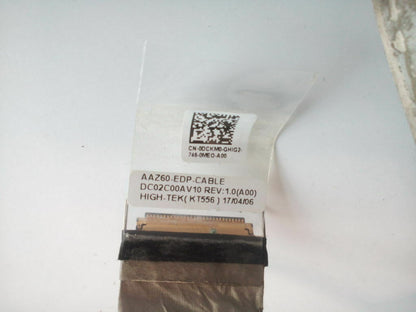 CN-0DCKM0-GHIG2-
768-0MEO-A00
AAZ60-EDP-CABLE
DC02C00AV10 REV:1.0(A00)
HIGH-TEK( KT556 ) 17/04/06